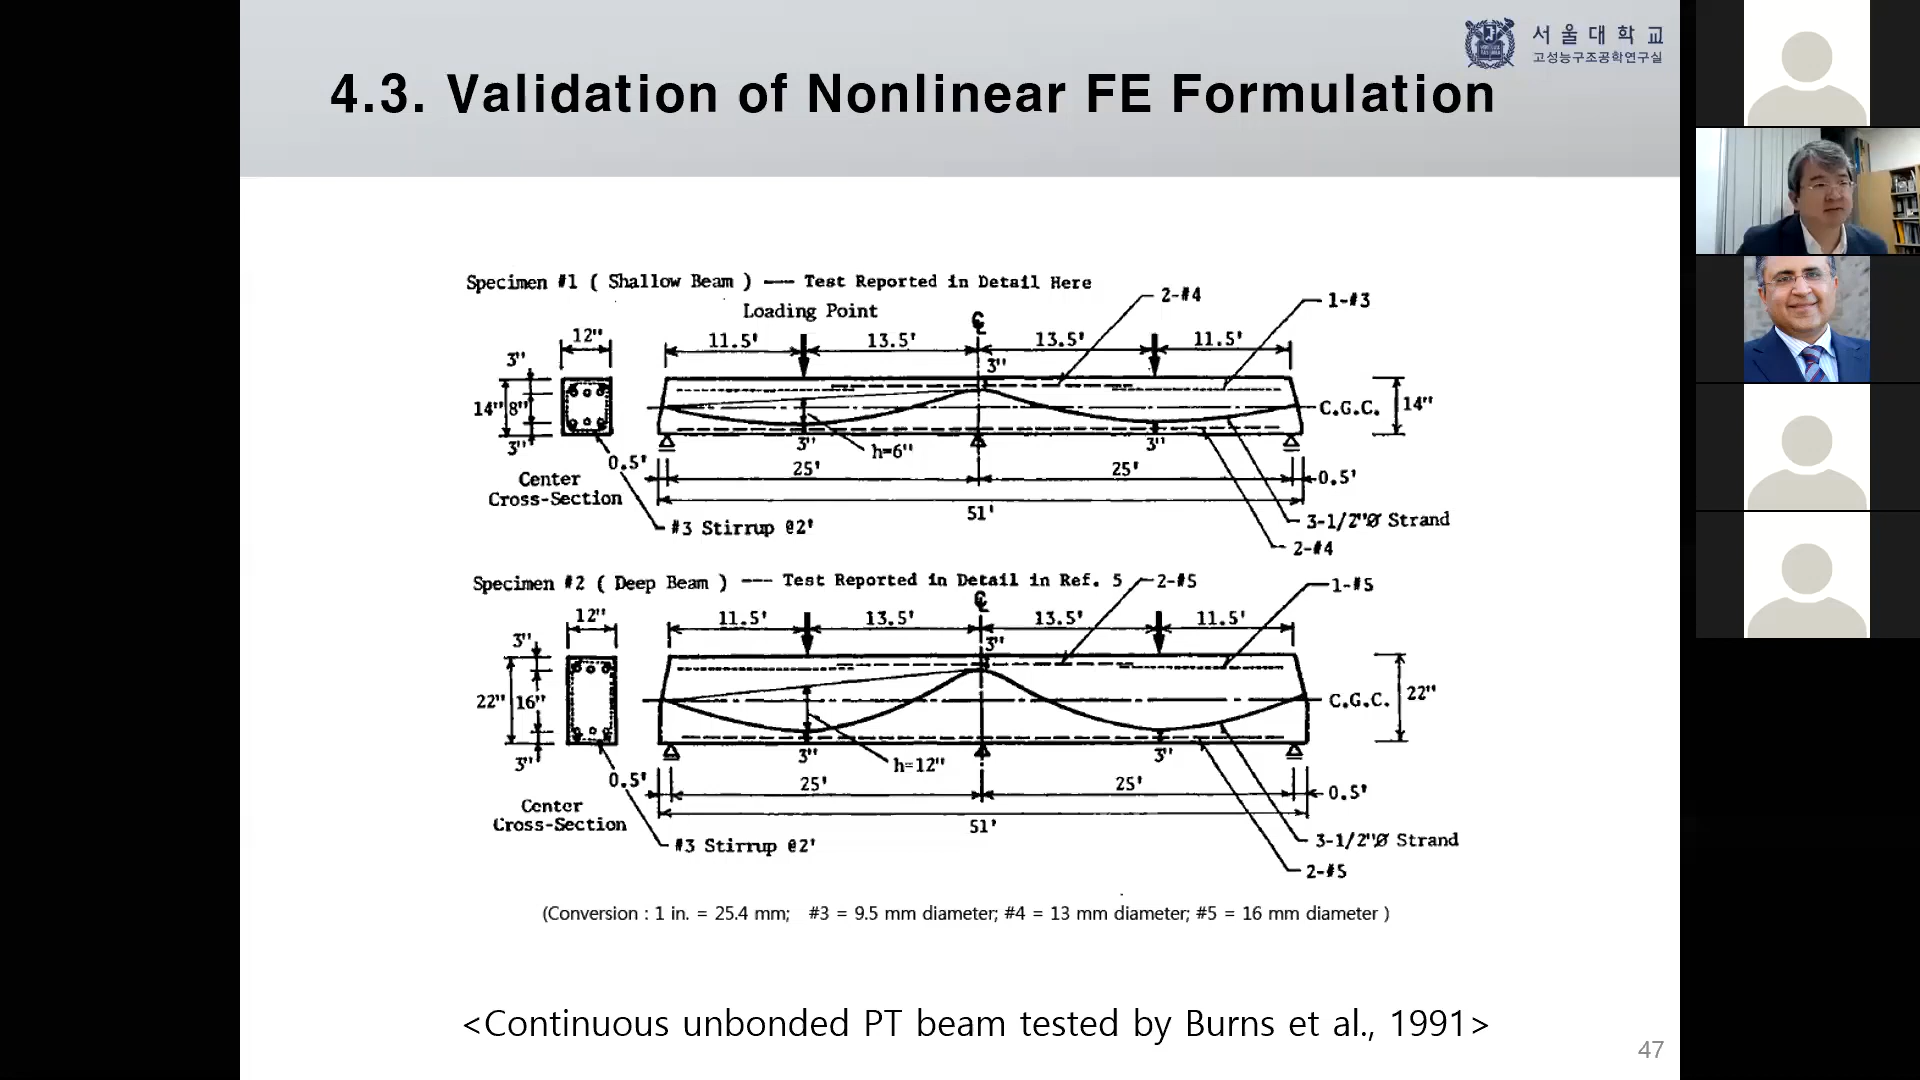 서울대학교
고성능구조공학연구실
4.3. Validation of Nonlinear FE Formulation
Specimen #1 ( Shallow Beam ) —— Test Reported in Detail Here
2-#4
1-#3
Loading Point
℄
12"
11.5' 13.5' 13.5' 11.5'
3"
3"
14" 8"
C.G.C. 14"
3"
3" h=6" 3"
0.5'
25' 25' 0.5'
Center
Cross-Section
51'
#3 Stirrup @2'
3-1/2"Ø Strand
2-#4
Specimen #2 ( Deep Beam ) --- Test Reported in Detail in Ref. 5
2-#5
1-#5
℄
12"
11.5' 13.5' 13.5' 11.5'
3"
3"
22" 16"
C.G.C. 22"
3"
3" h=12" 3"
0.5'
25' 25' 0.5'
Center
Cross-Section
51'
#3 Stirrup @2'
3-1/2"Ø Strand
2-#5
(Conversion : 1 in. = 25.4 mm; #3 = 9.5 mm diameter; #4 = 13 mm diameter; #5 = 16 mm diameter )
<Continuous unbonded PT beam tested by Burns et al., 1991>
47